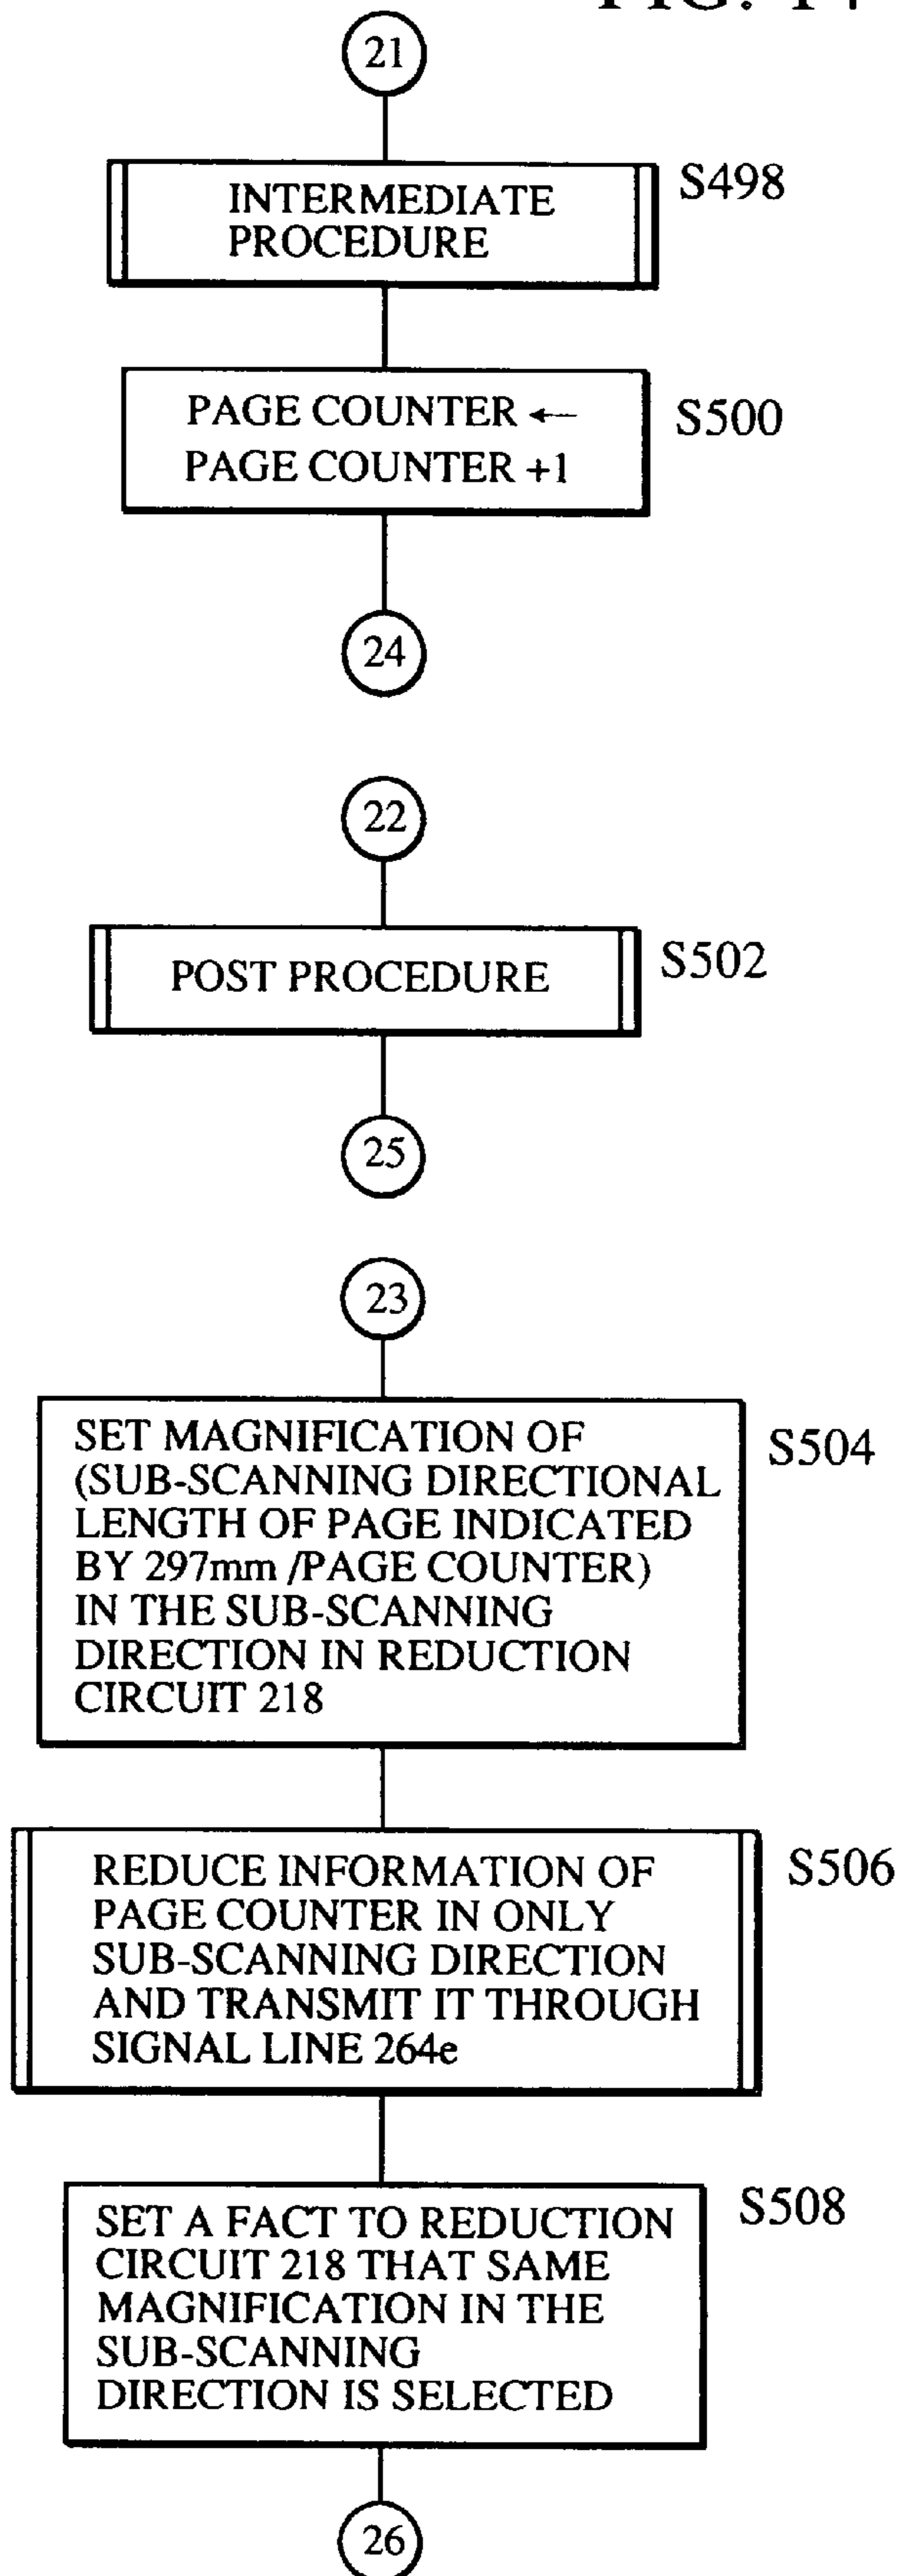 FIG. 14
21
INTERMEDIATE
PROCEDURE
S498
PAGE COUNTER ←
PAGE COUNTER +1
S500
24
22
POST PROCEDURE
S502
25
23
SET MAGNIFICATION OF
(SUB-SCANNING DIRECTIONAL
LENGTH OF PAGE INDICATED
BY 297mm /PAGE COUNTER)
IN THE SUB-SCANNING
DIRECTION IN REDUCTION
CIRCUIT 218
S504
REDUCE INFORMATION OF
PAGE COUNTER IN ONLY
SUB-SCANNING DIRECTION
AND TRANSMIT IT THROUGH
SIGNAL LINE 264e
S506
SET A FACT TO REDUCTION
CIRCUIT 218 THAT SAME
MAGNIFICATION IN THE
SUB-SCANNING
DIRECTION IS SELECTED
S508
26